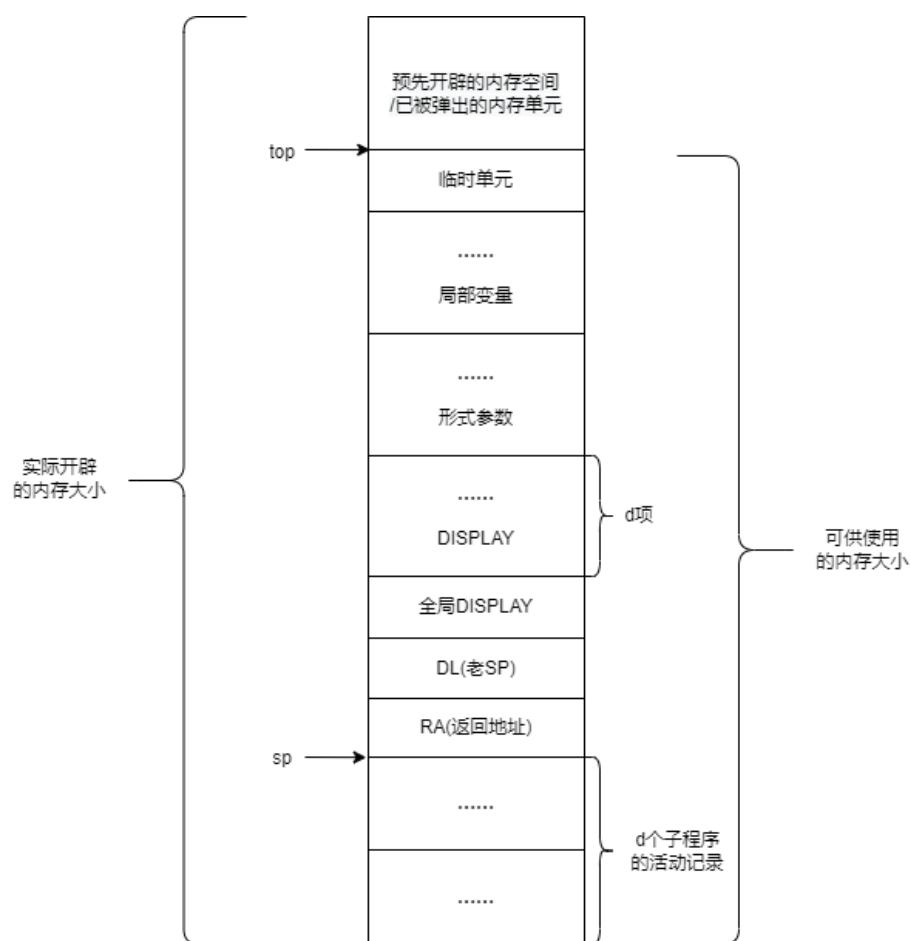 预先开辟的内存空间
/已被弹出的内存单元
top
临时单元
......
局部变量
......
形式参数
实际开辟
的内存大小
......
DISPLAY
d项
可供使用
的内存大小
全局DISPLAY
DL(老SP)
RA(返回地址)
sp
......
d个子程序
的活动记录
......